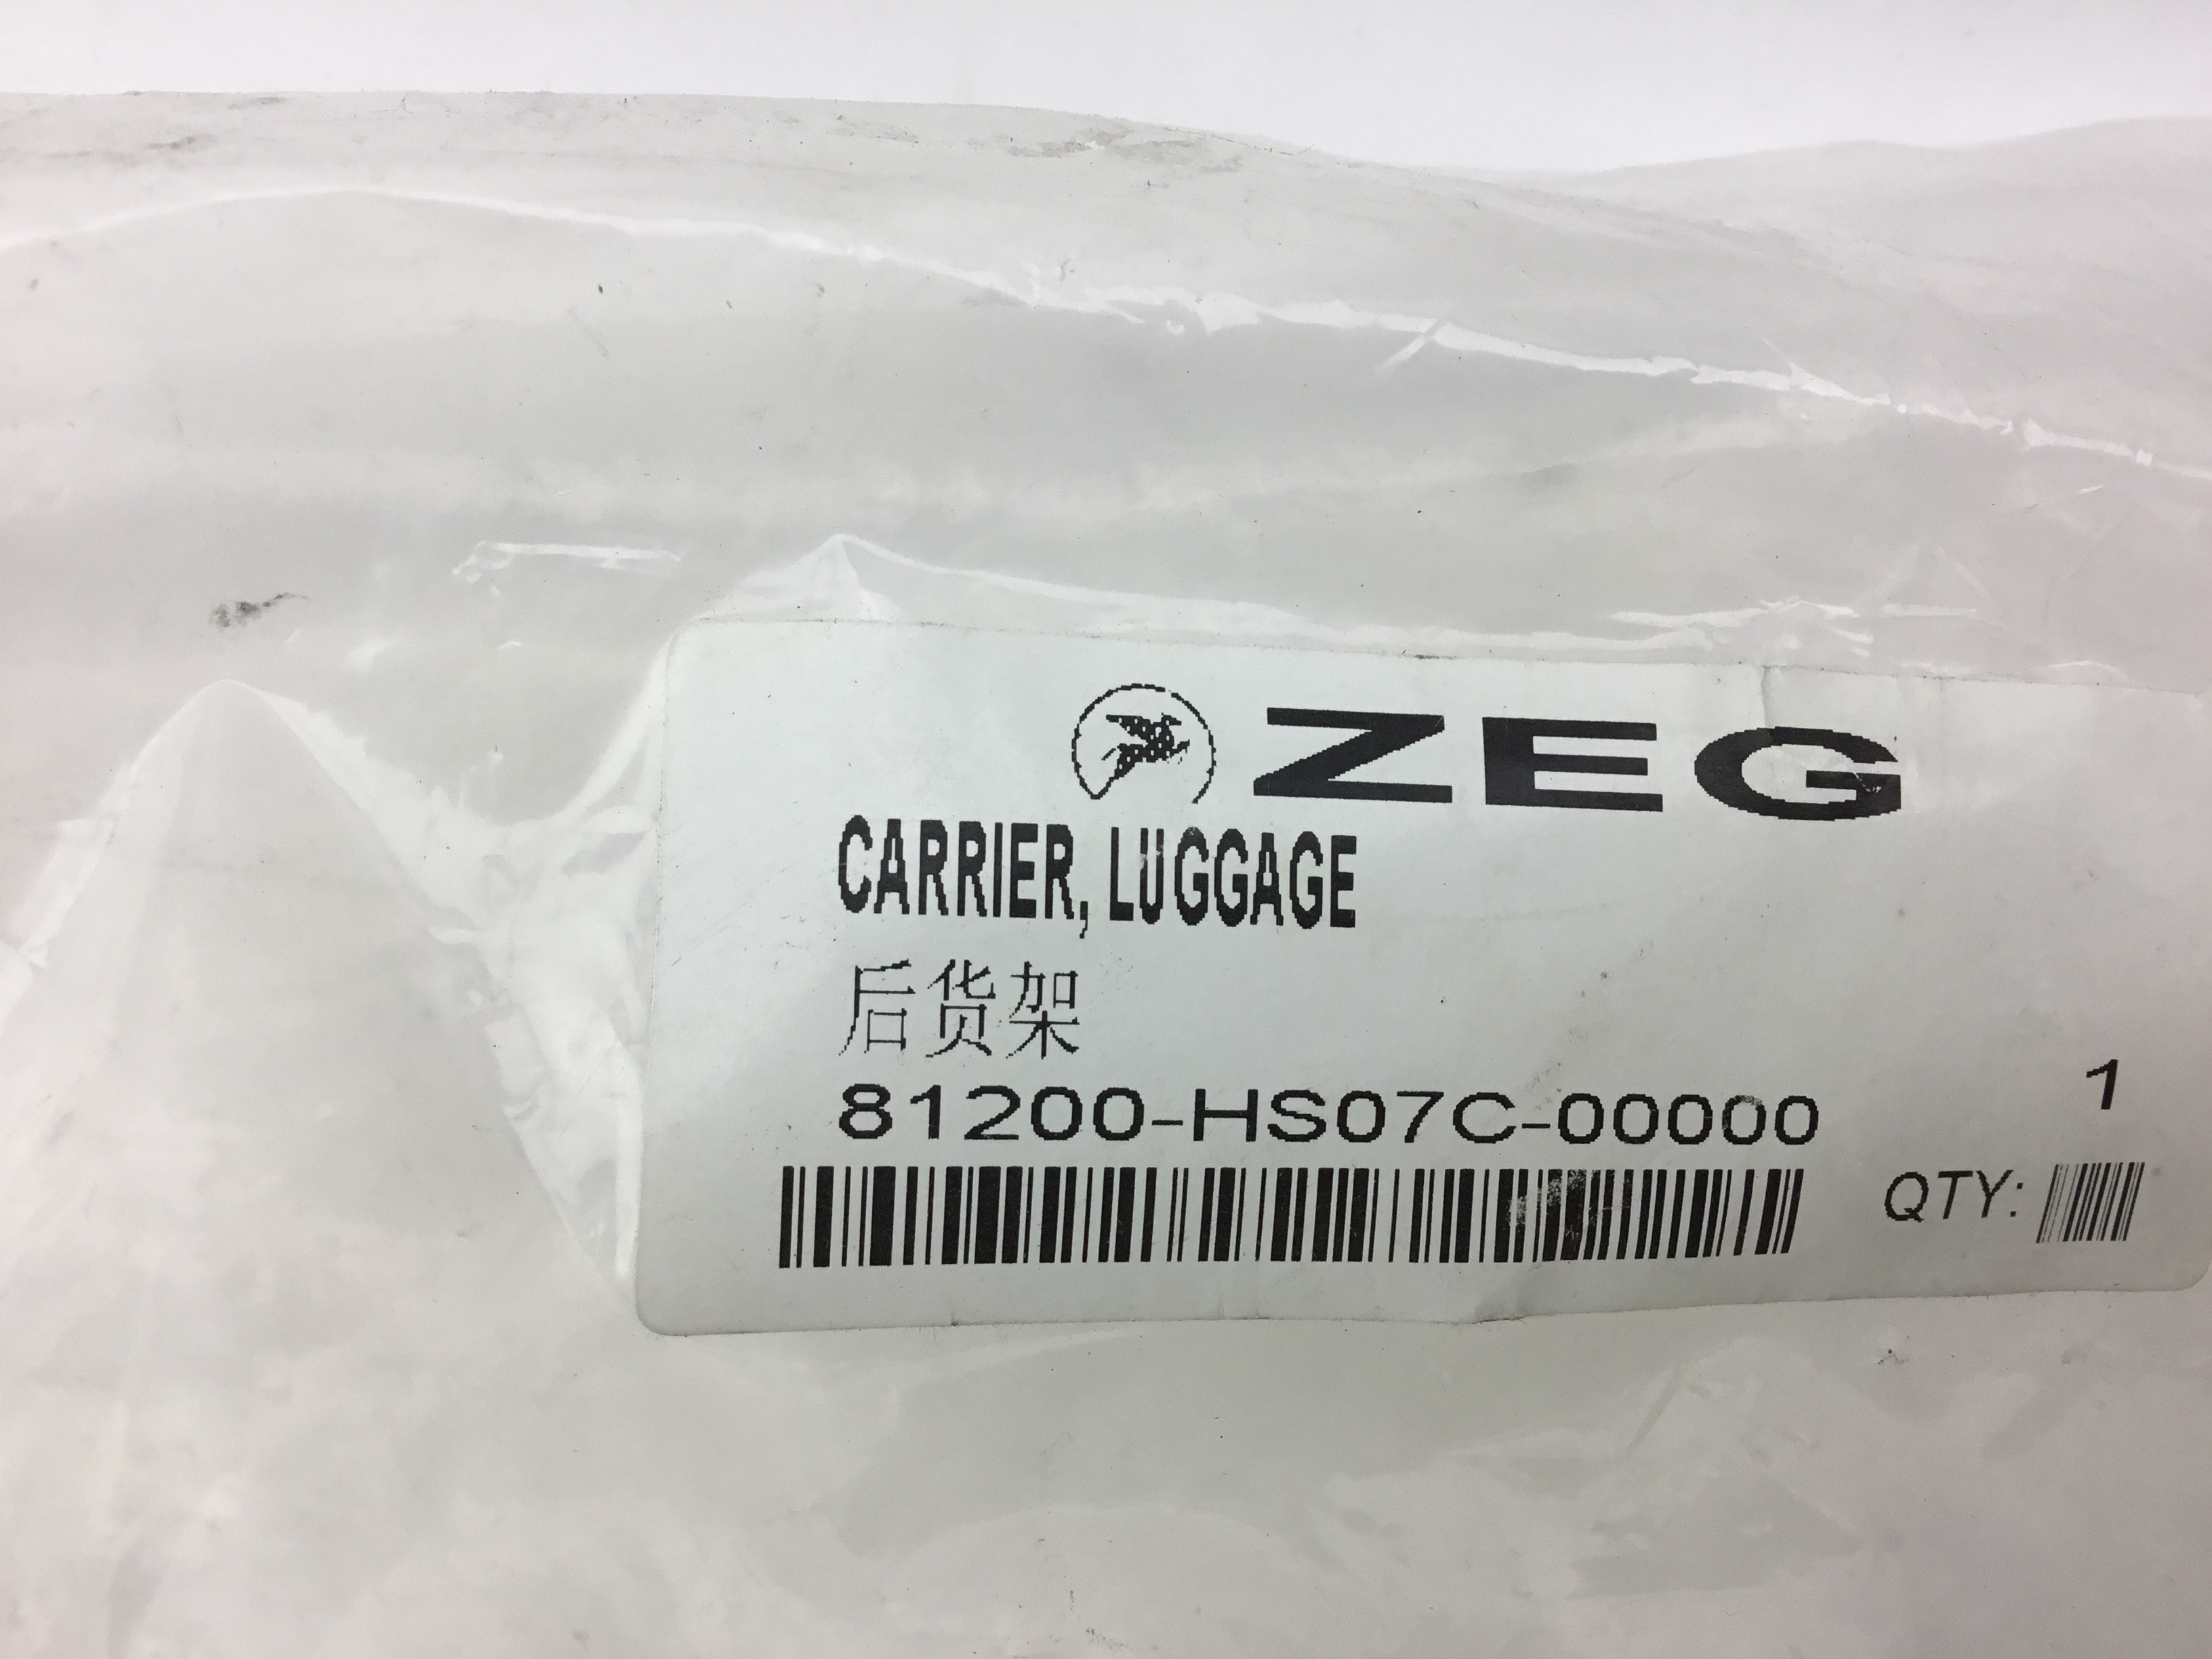 ZEG
CARRIER, LUGGAGE
后货架
81200-HS07C-00000
1
QTY: